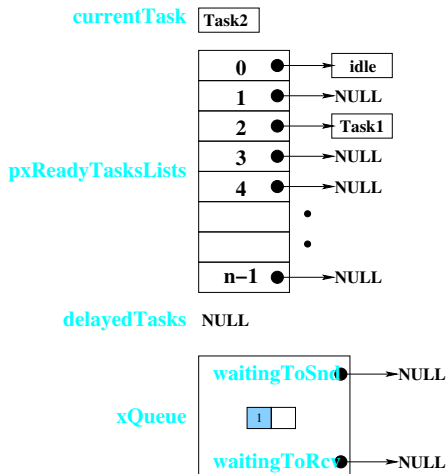 currentTask Task2
0 idle
1 NULL
2 Task1
pxReadyTasksLists 3 NULL
4 NULL
n-1 NULL
delayedTasks NULL
waitingToSnd NULL
xQueue 1
waitingToRcv NULL